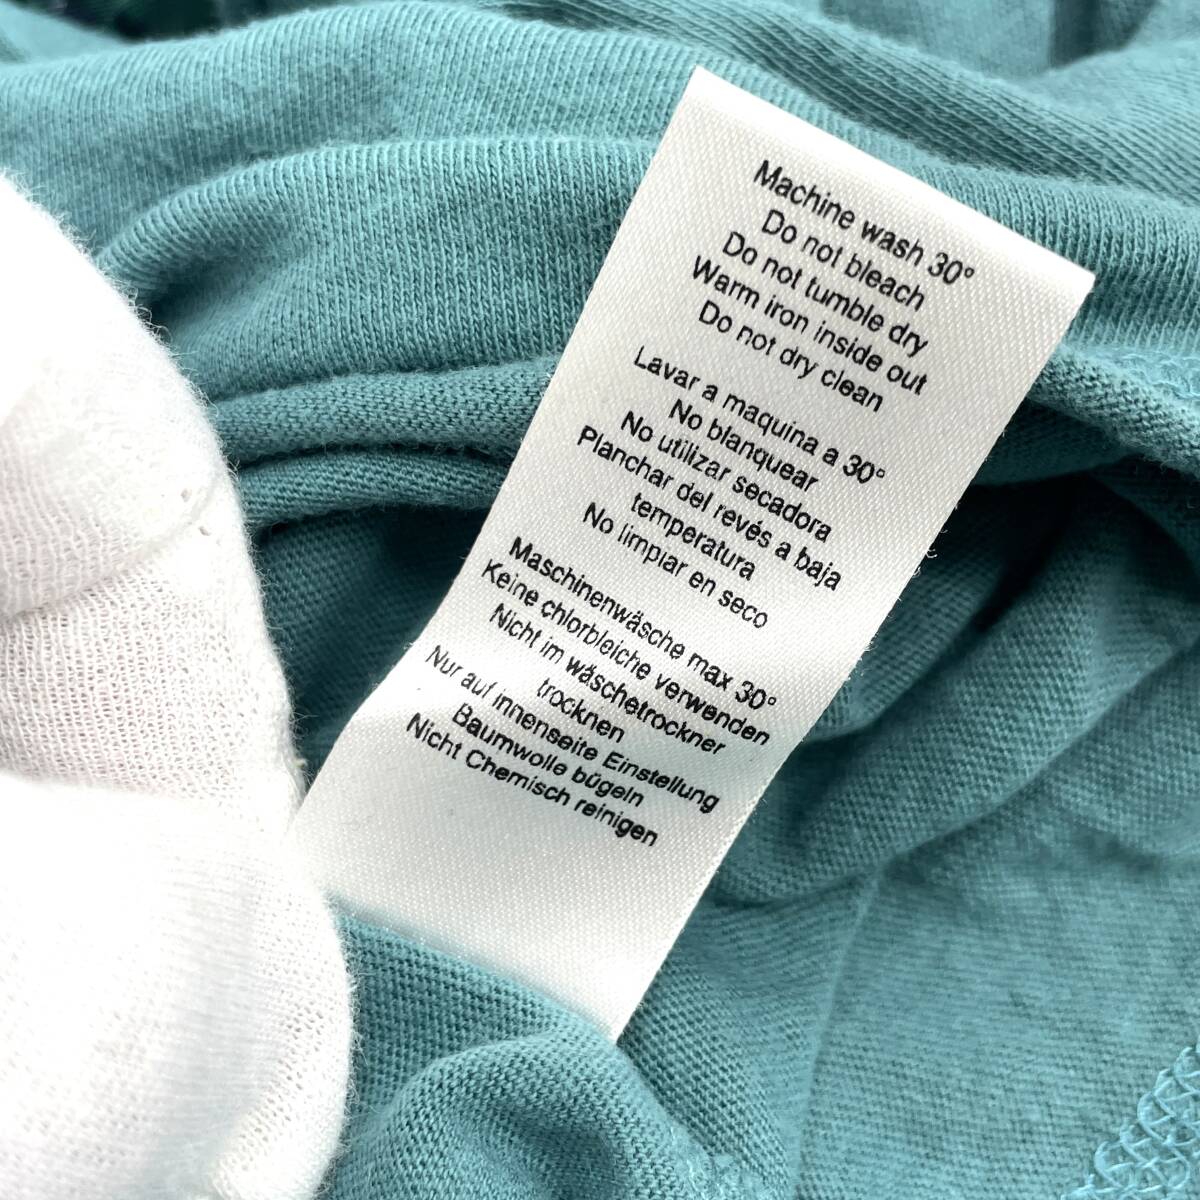 Machine wash 30°
Do not bleach
Do not tumble dry
Warm iron inside out
Do not dry clean
Lavar a maquina a 30°
No blanquear
No utilizar secadora
Planchar del revés a baja
temperatura
No limpiar en seco
Maschinenwäsche max 30°
Keine chlorbleiche verwenden
Nicht im wäschetrockner
trocknen
Nur auf innenseite Einstellung
Baumwolle bügeln
Nicht Chemisch reinigen